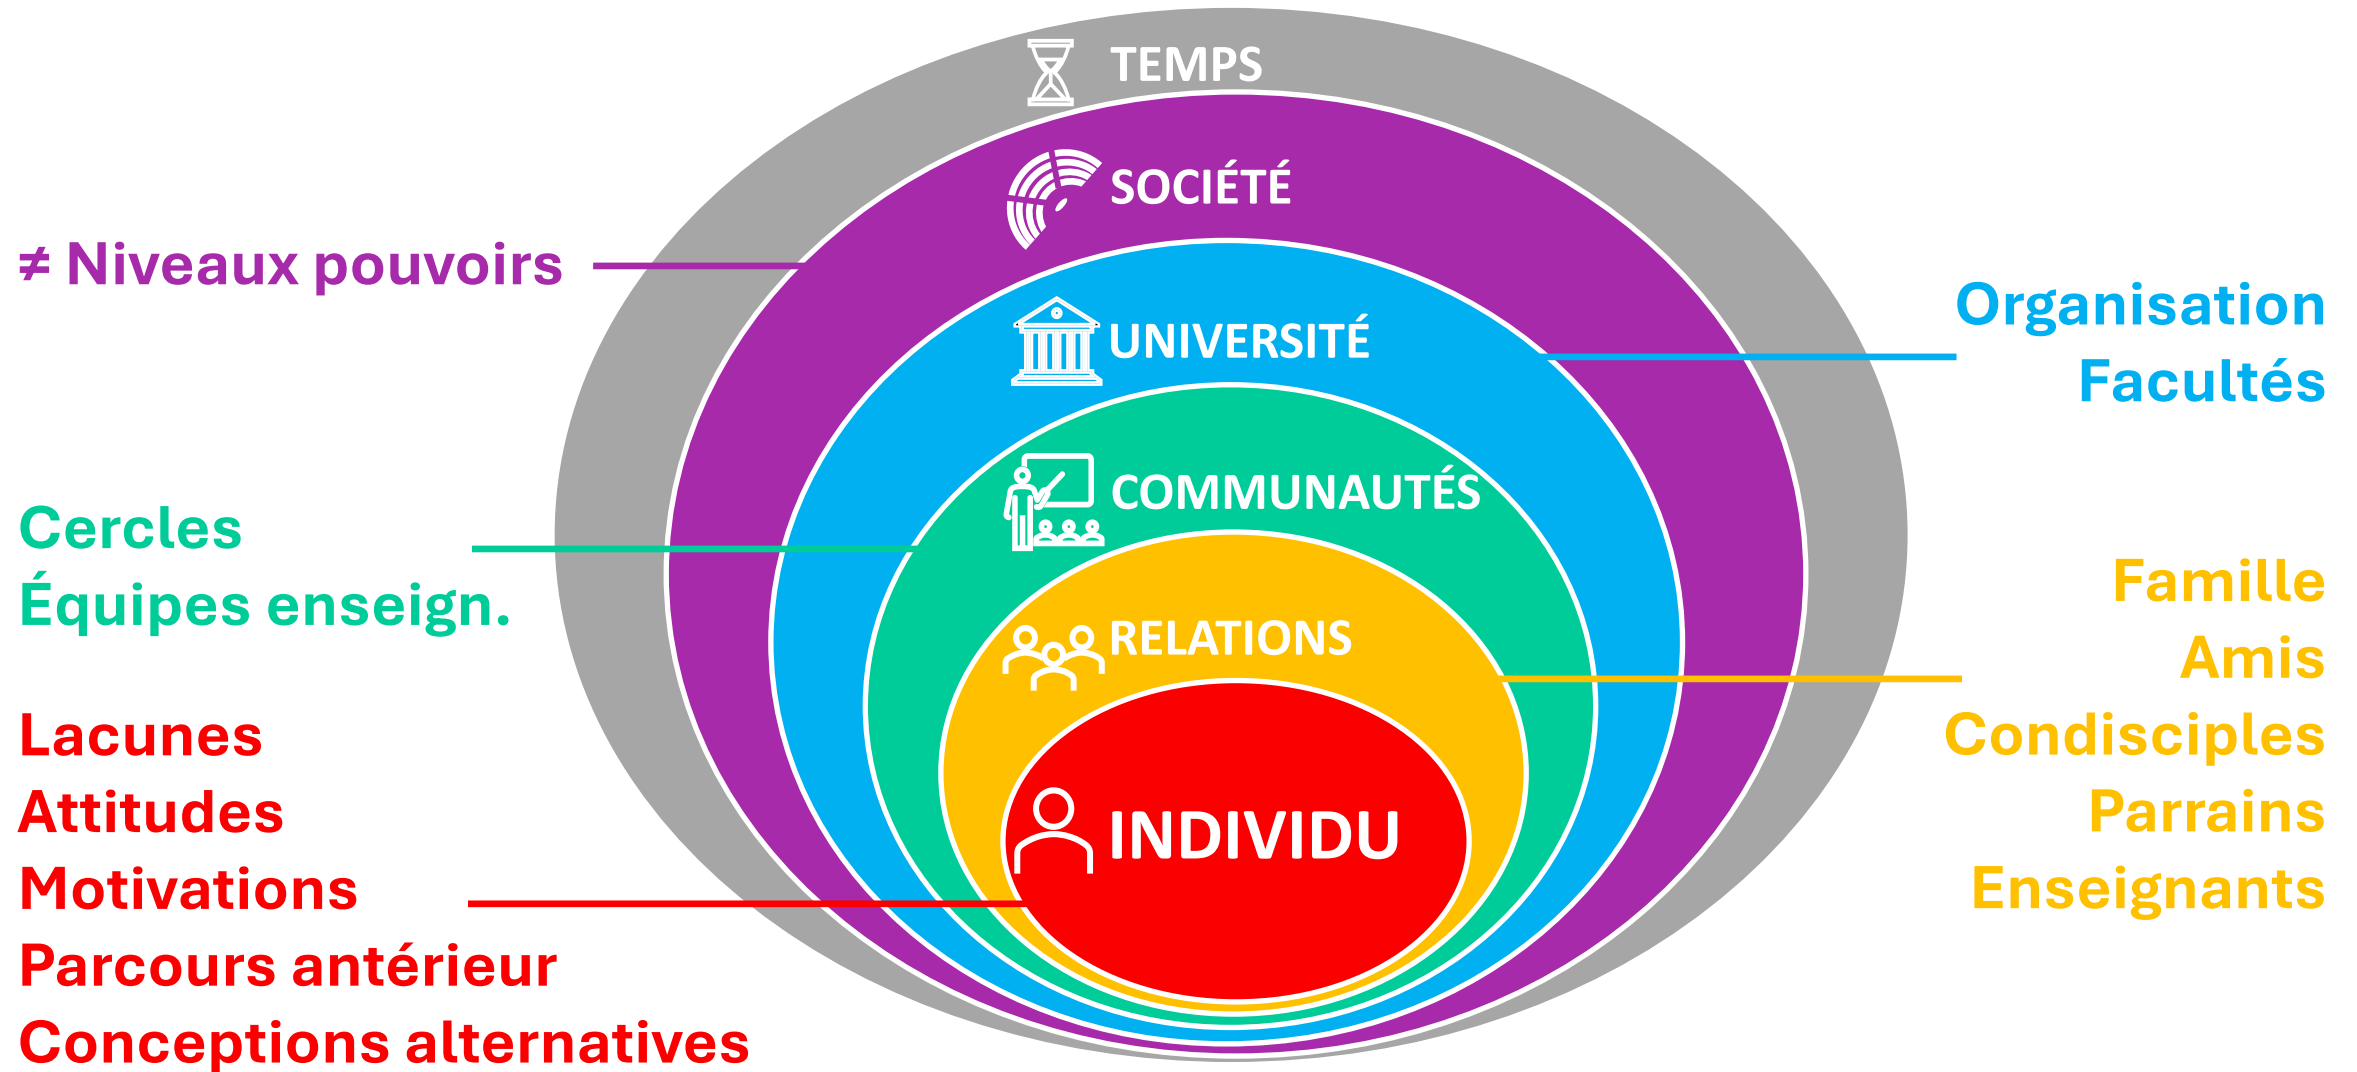 TEMPS
SOCIÉTÉ
≠ Niveaux pouvoirs
UNIVERSITÉ
Organisation
Facultés
COMMUNAUTÉS
Cercles
Équipes enseign.
RELATIONS
Famille
Amis
Condisciples
Parrains
Enseignants
INDIVIDU
Lacunes
Attitudes
Motivations
Parcours antérieur
Conceptions alternatives